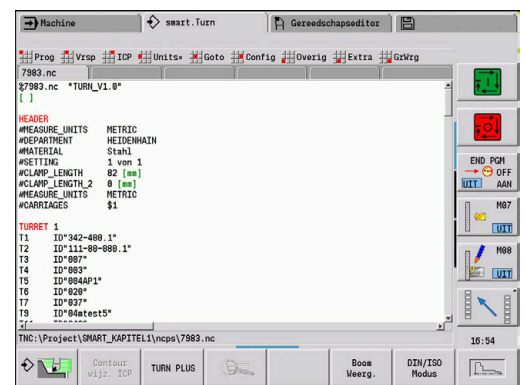 Machine smart.Turn Gereedschapseditor
Prog Vrsp ICP Units» Goto Config Overig Extra GrWrg
7983.nc
%7983.nc "TURN_V1.0"
[ ]
HEADER
#MEASURE_UNITS METRIC
#DEPARTMENT HEIDENHAIN
#MATERIAL Stahl
#SETTING 1 von 1
#CLAMP_LENGTH 82 [mm]
#CLAMP_LENGTH_2 0 [mm]
#MEASURE_UNITS METRIC
#CARRIAGES $1
TURRET 1
T1 ID"342-400.1"
T2 ID"111-80-080.1"
T3 ID"007"
T4 ID"003"
T5 ID"004AP1"
T6 ID"020"
T7 ID"037"
T9 ID"04mtest5"
TNC:\Project\SMART_KAPITEL1\ncps\7983.nc
END PGM
OFF
UIT AAN
M07
UIT
M08
UIT
16:54
Contour
vijz. ICP
TURN PLUS
Boom
Weerg.
DIN/ISO
Modus